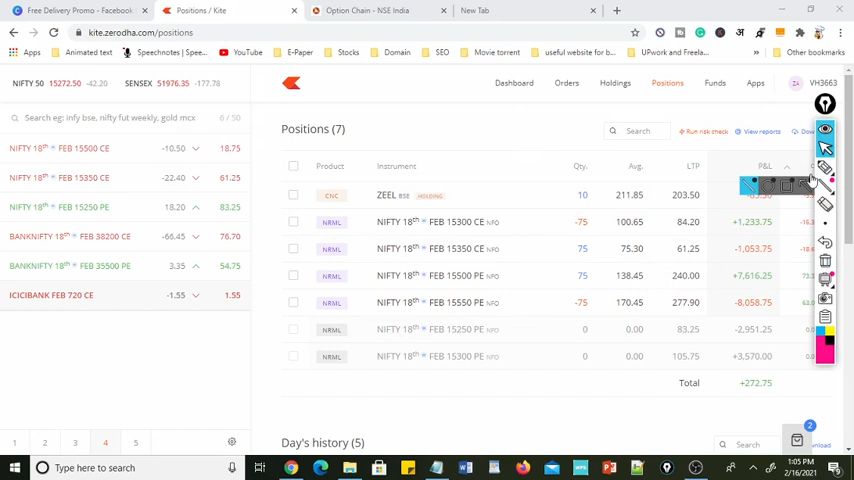 Free Delivery Promo - Facebook
Positions / Kite
Option Chain - NSE India
New Tab
kite.zerodha.com/positions
Apps
Animated text
Speechnotes | Speec...
YouTube
E-Paper
Stocks
Domain
SEO
Movie torrent
useful website for b...
UPwork and Freela...
Other bookmarks
NIFTY 50 15272.50 -42.20 SENSEX 51976.35 -177.78
Dashboard Orders Holdings Positions Funds Apps ZA VH3663
Search eg: infy bse, nifty fut weekly, gold mcx 6 / 50
NIFTY 18th FEB 15500 CE -10.50 18.75
NIFTY 18th FEB 15350 CE -22.40 61.25
NIFTY 18th FEB 15250 PE 18.20 83.25
BANKNIFTY 18th FEB 38200 CE -66.45 76.70
BANKNIFTY 18th FEB 35500 PE 3.35 54.75
ICICIBANK FEB 720 CE -1.55 1.55
1 2 3 4 5
Positions (7)
Search
Run risk check
View reports
Product Instrument Qty. Avg. LTP P&L
CNC ZEEL BSE HOLDING 10 211.85 203.50
NRML NIFTY 18th FEB 15300 CE NFO -75 100.65 84.20 +1,233.75
NRML NIFTY 18th FEB 15350 CE NFO 75 75.30 61.25 -1,053.75
NRML NIFTY 18th FEB 15500 PE NFO 75 138.45 240.00 +7,616.25
NRML NIFTY 18th FEB 15550 PE NFO -75 170.45 277.90 -8,058.75
NRML NIFTY 18th FEB 15250 PE NFO 0 0.00 83.25 -2,951.25
NRML NIFTY 18th FEB 15300 PE NFO 0 0.00 105.75 +3,570.00
Total +272.75
Day's history (5)
Search
2
Type here to search
1:05 PM
2/16/2021